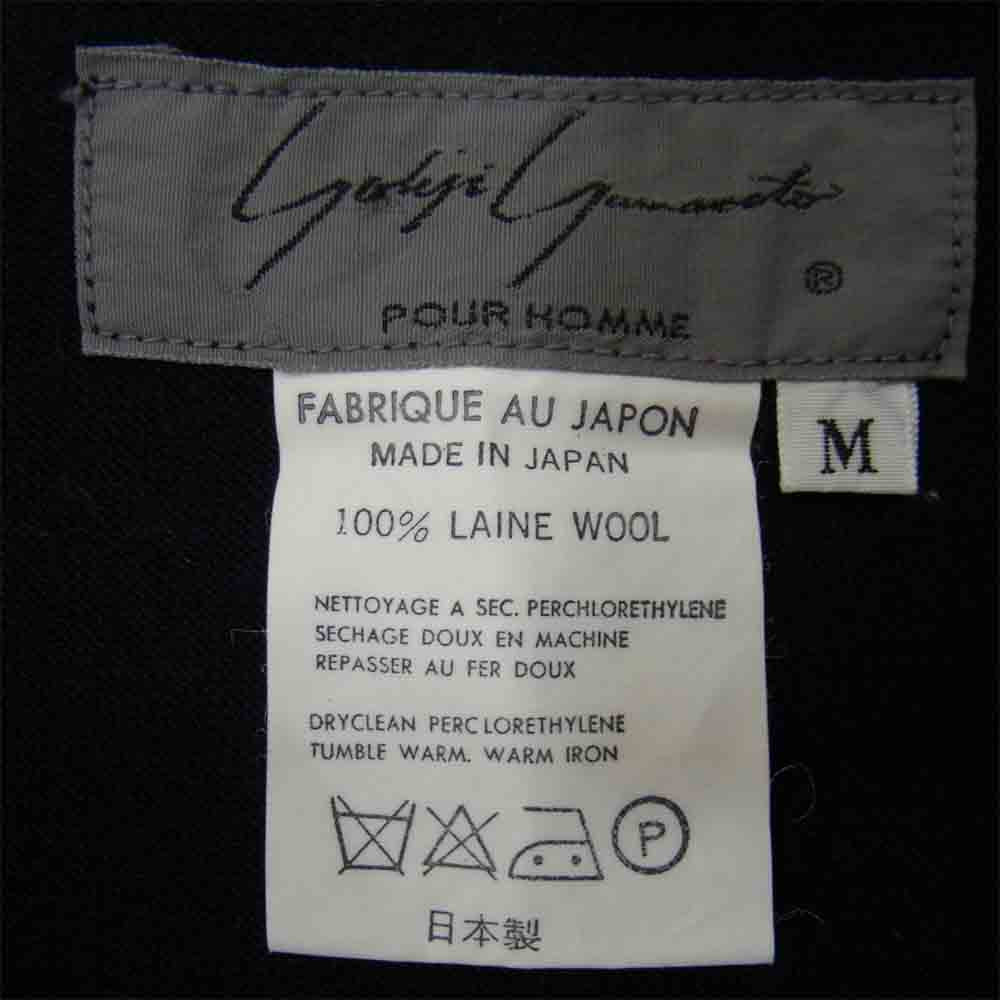 Yohji Yamamoto
®
POUR HOMME
M
FABRIQUE AU JAPON
MADE IN JAPAN
100% LAINE WOOL
NETTOYAGE A SEC. PERCHLORETHYLENE
SECHAGE DOUX EN MACHINE
REPASSER AU FER DOUX
DRYCLEAN PERCLORETHYLENE
TUMBLE WARM. WARM IRON
P
日本製